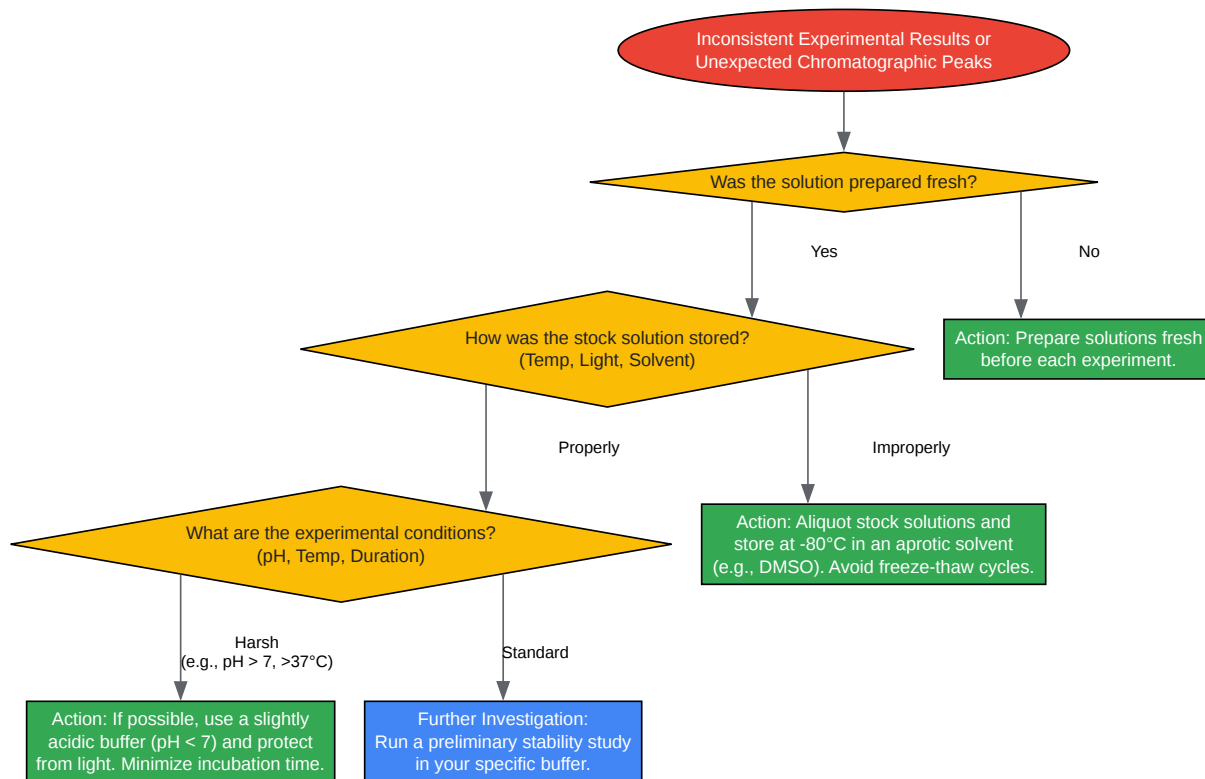 Inconsistent Experimental Results or
Unexpected Chromatographic Peaks
Was the solution prepared fresh?
Yes
No
How was the stock solution stored?
(Temp, Light, Solvent)
Action: Prepare solutions fresh
before each experiment.
Properly
Improperly
What are the experimental conditions?
(pH, Temp, Duration)
Action: Aliquot stock solutions and
store at -80°C in an aprotic solvent
(e.g., DMSO). Avoid freeze-thaw cycles.
Harsh
(e.g., pH > 7, >37°C)
Standard
Action: If possible, use a slightly
acidic buffer (pH < 7) and protect
from light. Minimize incubation time.
Further Investigation:
Run a preliminary stability study
in your specific buffer.